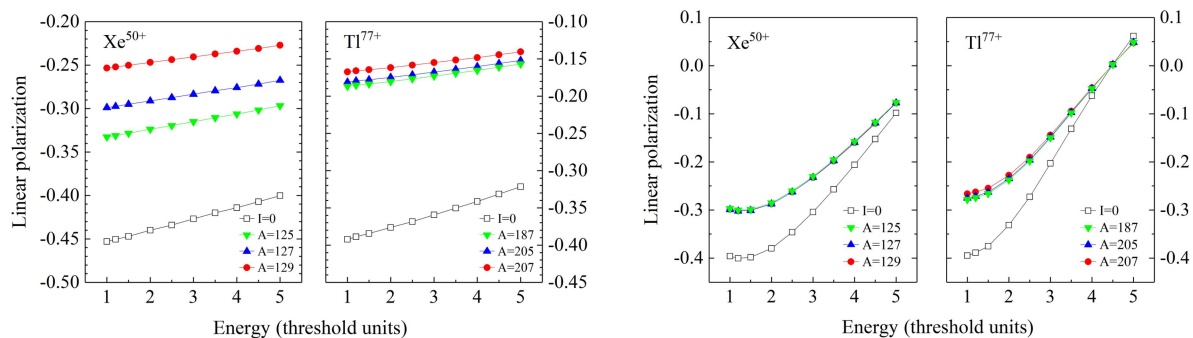 Linear polarization
-0.20
-0.25
-0.30
-0.35
-0.40
-0.45
-0.50
Xe⁵⁰⁺
I=0
A=125
A=127
A=129
1 2 3 4 5
Tl⁷⁷⁺
I=0
A=187
A=205
A=207
1 2 3 4 5
-0.10
-0.15
-0.20
-0.25
-0.30
-0.35
-0.40
-0.45
Energy (threshold units)
Linear polarization
0.1
0.0
-0.1
-0.2
-0.3
-0.4
Xe⁵⁰⁺
I=0
A=125
A=127
A=129
1 2 3 4 5
Tl⁷⁷⁺
I=0
A=187
A=205
A=207
1 2 3 4 5
0.1
0.0
-0.1
-0.2
-0.3
-0.4
Energy (threshold units)